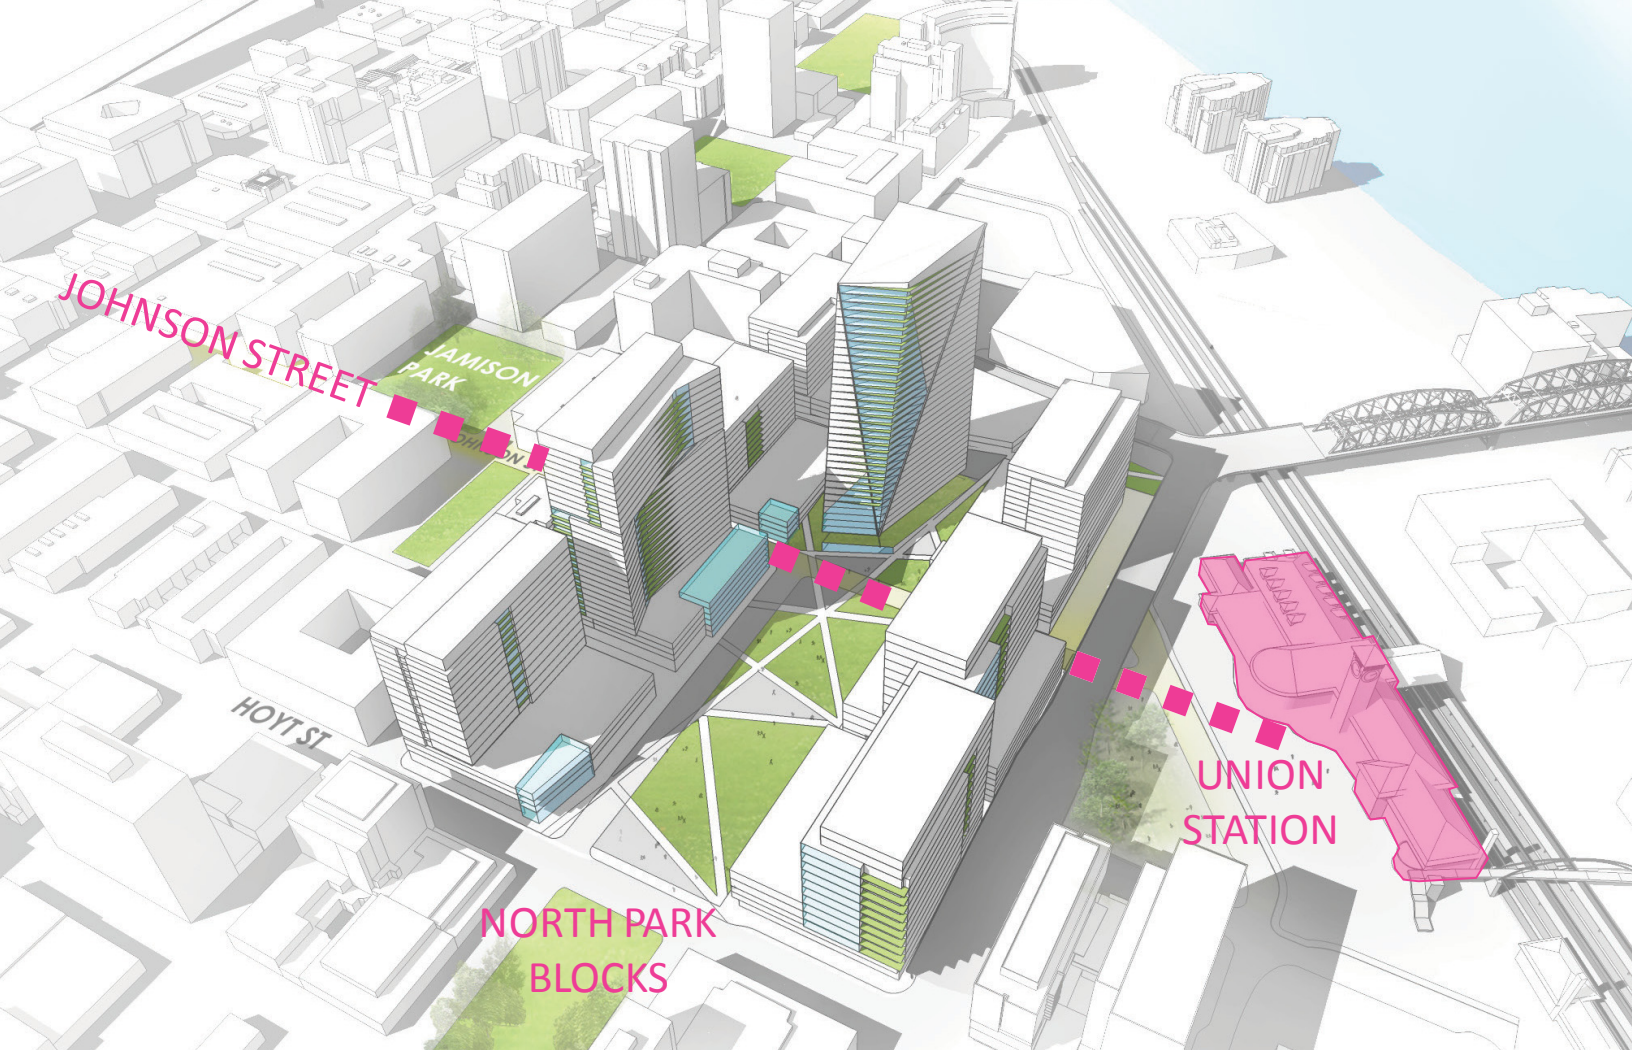 JOHNSON STREET
JAMISON
PARK
HOYT ST
UNION
STATION
NORTH PARK
BLOCKS